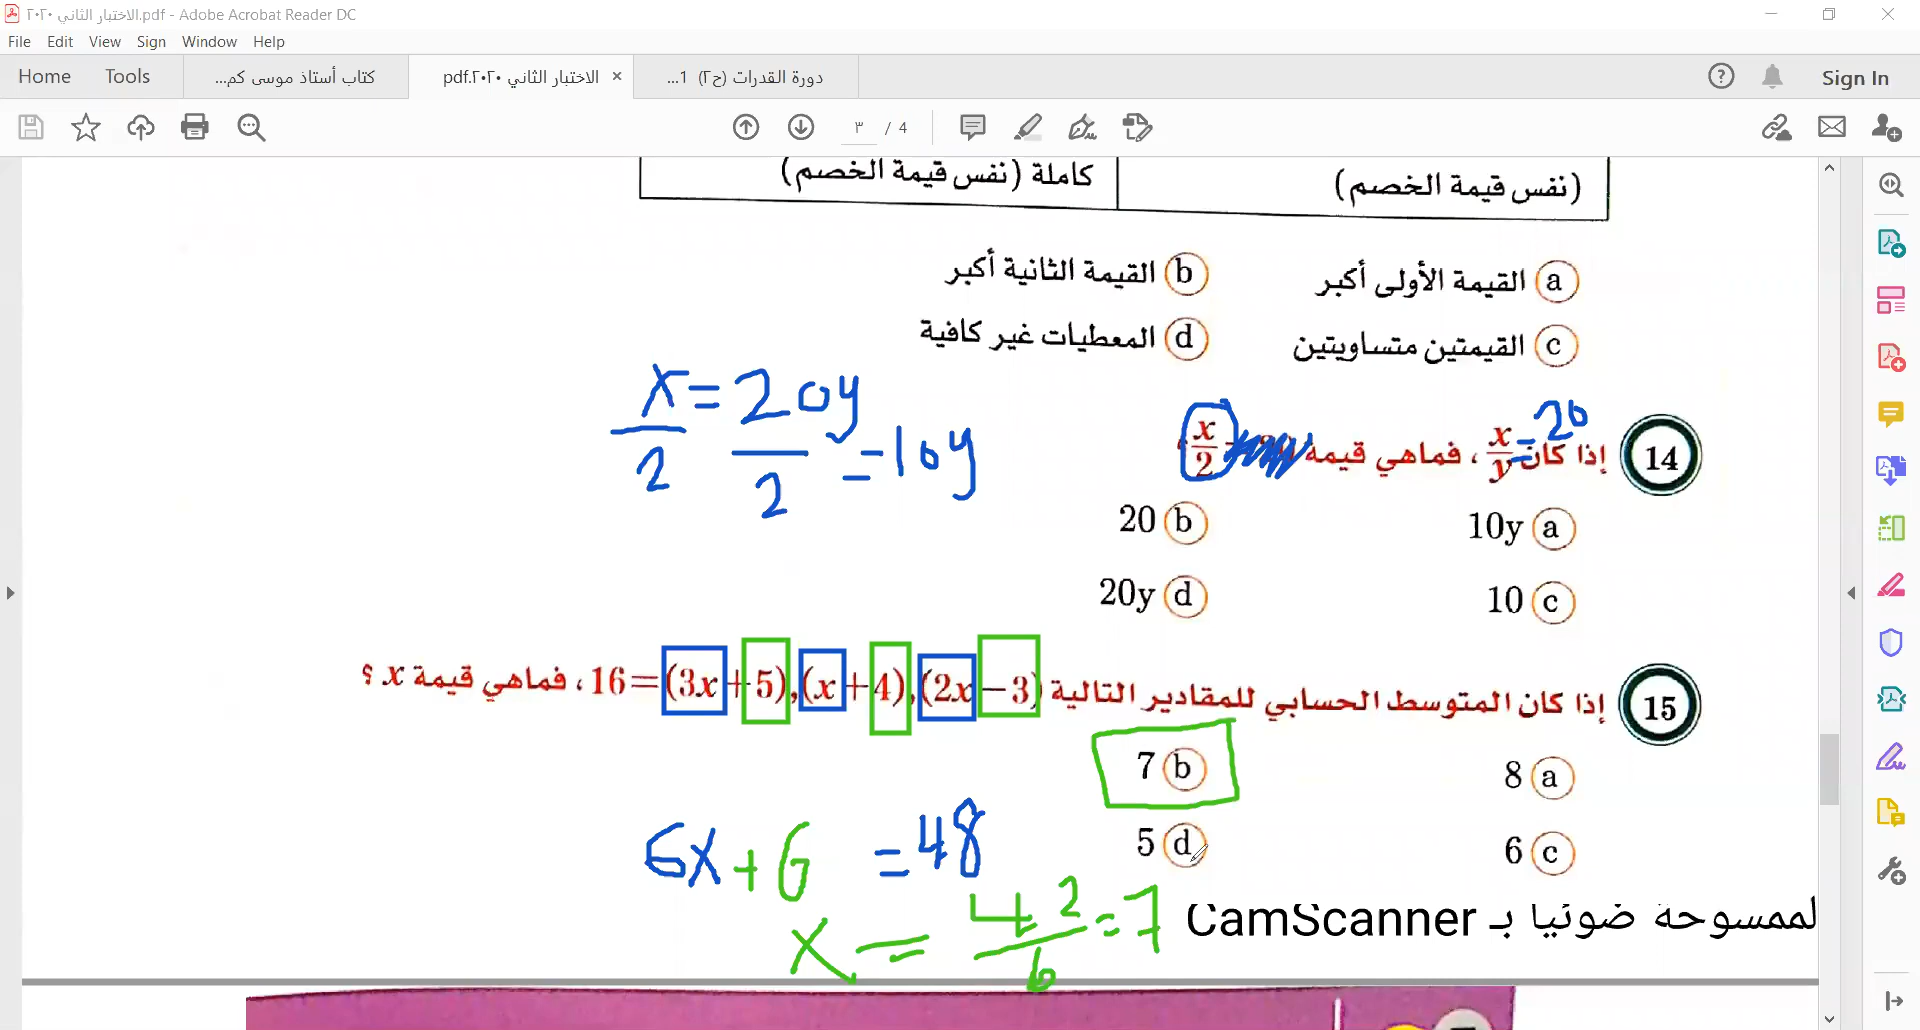 الاختبار الثاني ٢٠٢٠.pdf - Adobe Acrobat Reader DC
File Edit View Sign Window Help
Home Tools كتاب أستاذ موسى كم... الاختبار الثاني ٢٠٢٠.pdf × دورة القدرات (ح٢) 1... Sign In
٣ / 4
(نفس قيمة الخصم) كاملة (نفس قيمة الخصم)
a القيمة الأولى أكبر b القيمة الثانية أكبر
c القيمتين متساويتين d المعطيات غير كافية
x/2 = 20y/2 = 10y
14 إذا كان x/y = 20 ، فماهي قيمة x/2
a 10y b 20
c 10 d 20y
15 إذا كان المتوسط الحسابي للمقادير التالية (2x−3),(x+4),(3x+5)=16 ، فماهي قيمة x ؟
a 8 b 7
c 6 d 5
6x + 6 = 48
x = 42/6 = 7
الممسوحة ضوئيا بـ CamScanner